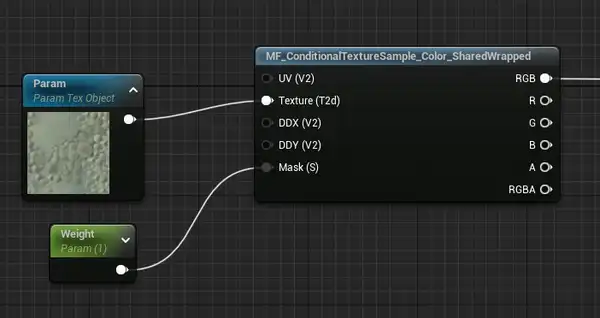 MF_ConditionalTextureSample_Color_SharedWrapped
Param
Param Tex Object
UV (V2)
RGB
Texture (T2d)
R
DDX (V2)
G
DDY (V2)
B
Mask (S)
A
RGBA
Weight
Param (1)